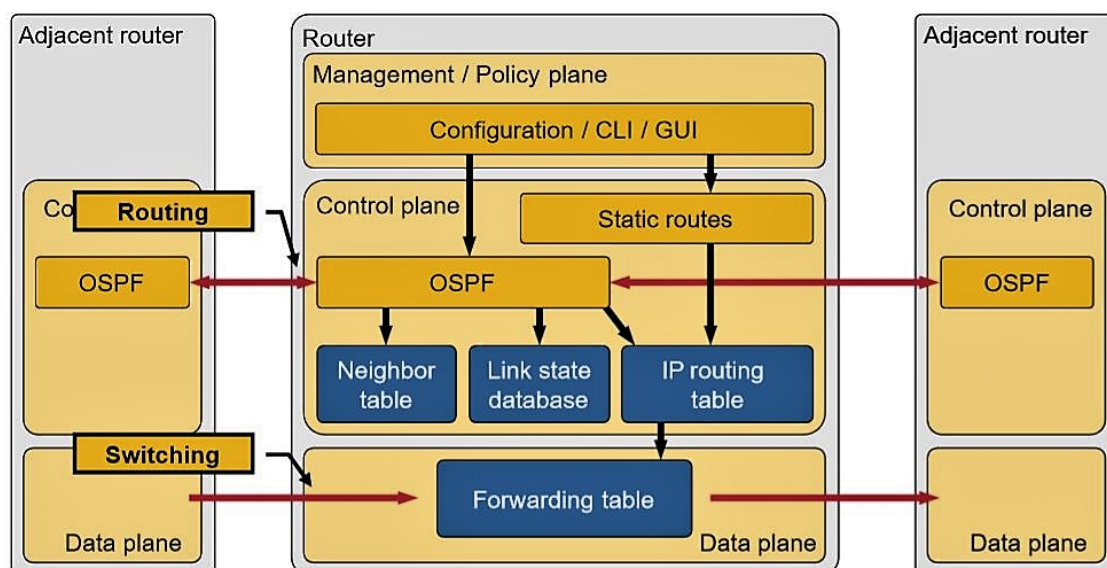 Adjacent router
Router
Adjacent router
Management / Policy plane
Configuration / CLI / GUI
Co
Routing
Control plane
Static routes
Control plane
OSPF
OSPF
OSPF
Neighbor
table
Link state
database
IP routing
table
Switching
Forwarding table
Data plane
Data plane
Data plane